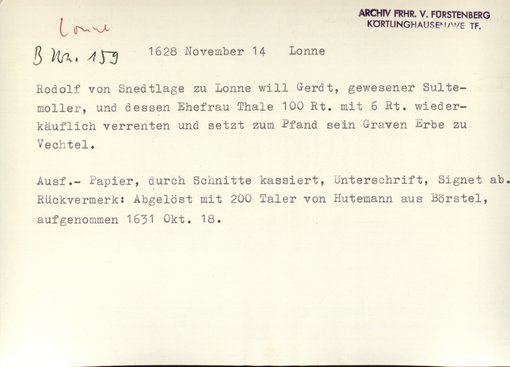 Lonne
ARCHIV FRHR. V. FÜRSTENBERG
KÖRTLINGHAUSEN/WE TF.
B Nr. 159
1628 November 14 Lonne
Rodolf von Snedtlage zu Lonne will Gerdt, gewesener Sulte-
moller, und dessen Ehefrau Thale 100 Rt. mit 6 Rt. wieder-
käuflich verrenten und setzt zum Pfand sein Graven Erbe zu
Vechtel.
Ausf.- Papier, durch Schnitte kassiert, Unterschrift, Signet ab.
Rückvermerk: Abgelöst mit 200 Taler von Hutemann aus Börstel,
aufgenommen 1631 Okt. 18.